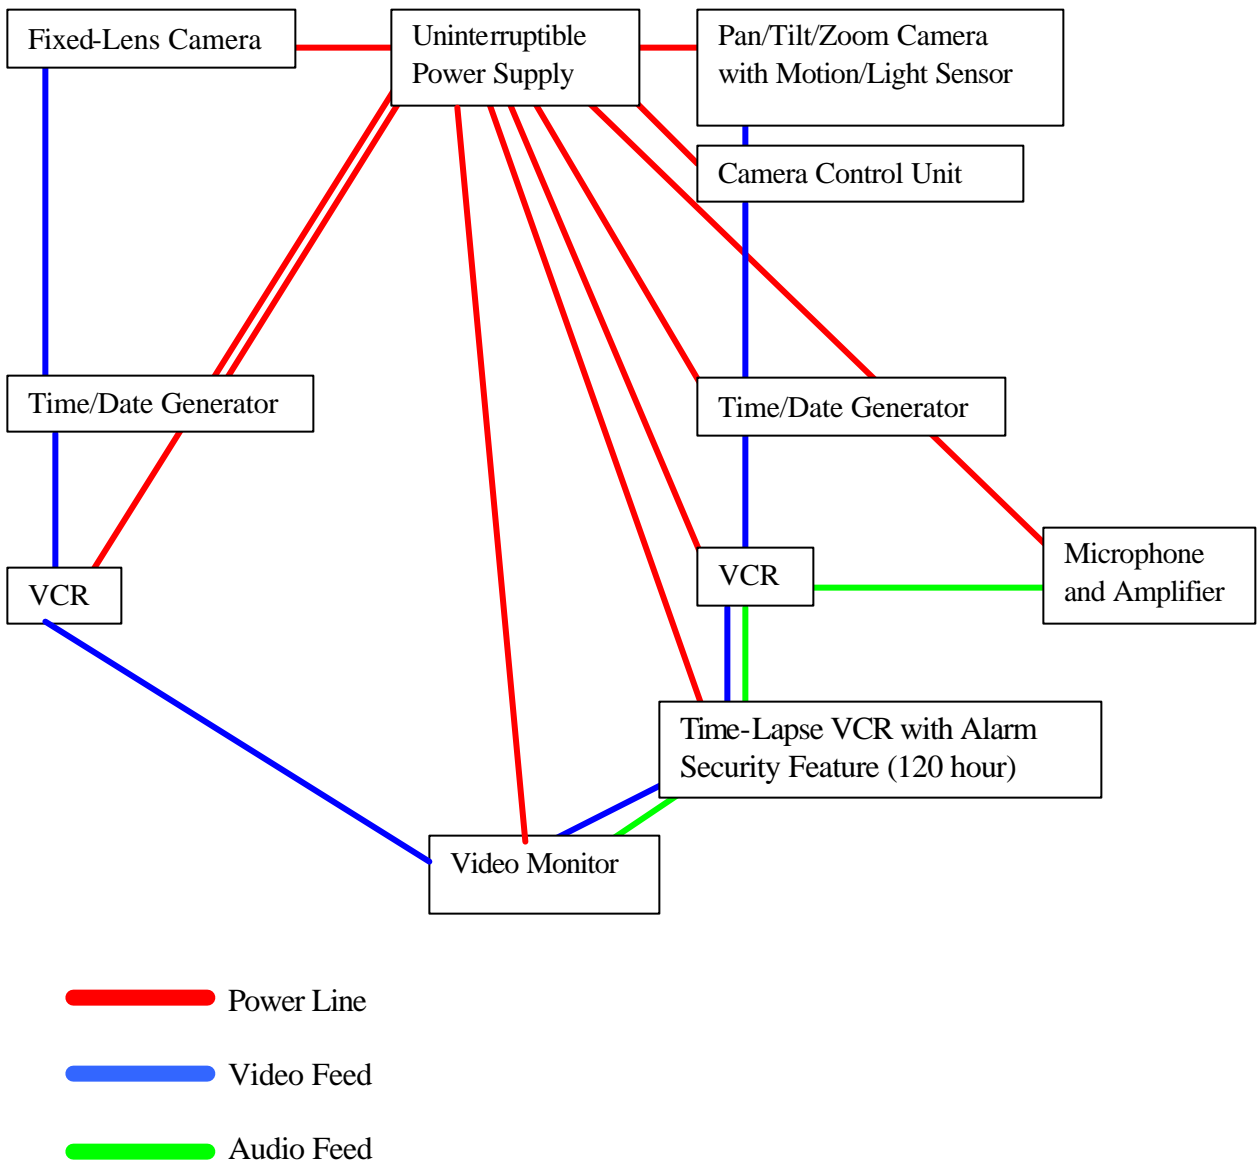 Fixed-Lens Camera
Uninterruptible
Power Supply
Pan/Tilt/Zoom Camera
with Motion/Light Sensor
Camera Control Unit
Time/Date Generator
Time/Date Generator
VCR
VCR
Microphone
and Amplifier
Time-Lapse VCR with Alarm
Security Feature (120 hour)
Video Monitor
Power Line
Video Feed
Audio Feed